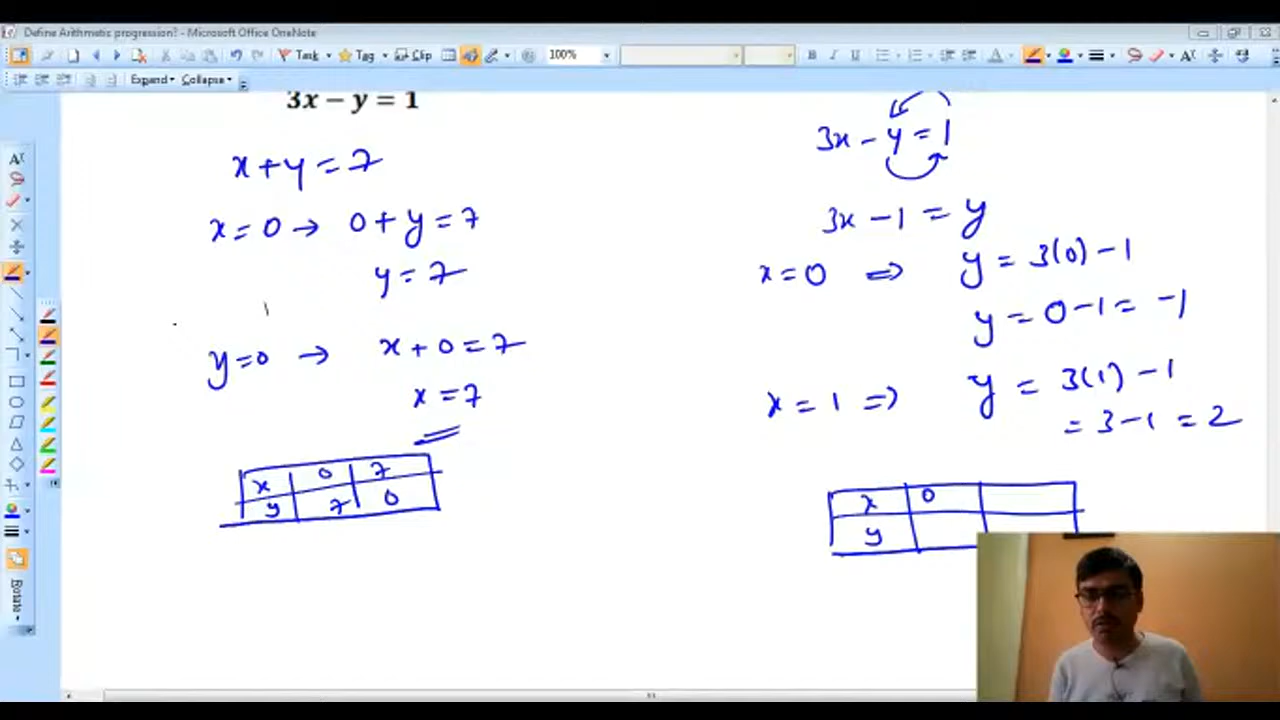 Define Arithmetic progression? - Microsoft Office OneNote
Task Tag Clip 100% B I U
Expand Collapse
3x − y = 1
x + y = 7
x = 0 → 0 + y = 7
y = 7
y = 0 → x + 0 = 7
x = 7
x 0 7
y 7 0
3x − y = 1
3x − 1 = y
x = 0 ⇒ y = 3(0) − 1
y = 0 − 1 = −1
x = 1 ⇒ y = 3(1) − 1
= 3 − 1 = 2
x 0
y
Rotate